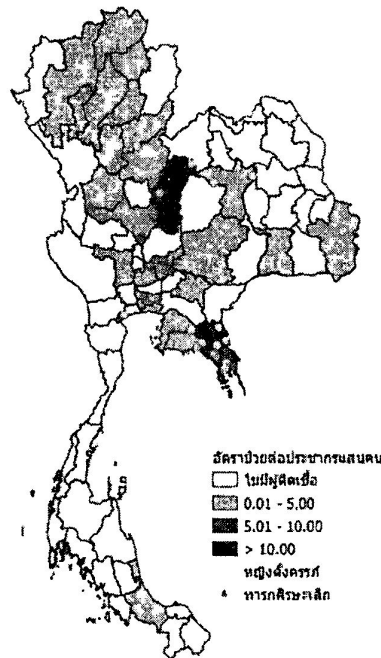 อัตราป่วยต่อประชากรแสนคน
ไม่มีผู้ติดเชื้อ
0.01 - 5.00
5.01 - 10.00
> 10.00
หญิงตั้งครรภ์
ทารกศีรษะเล็ก